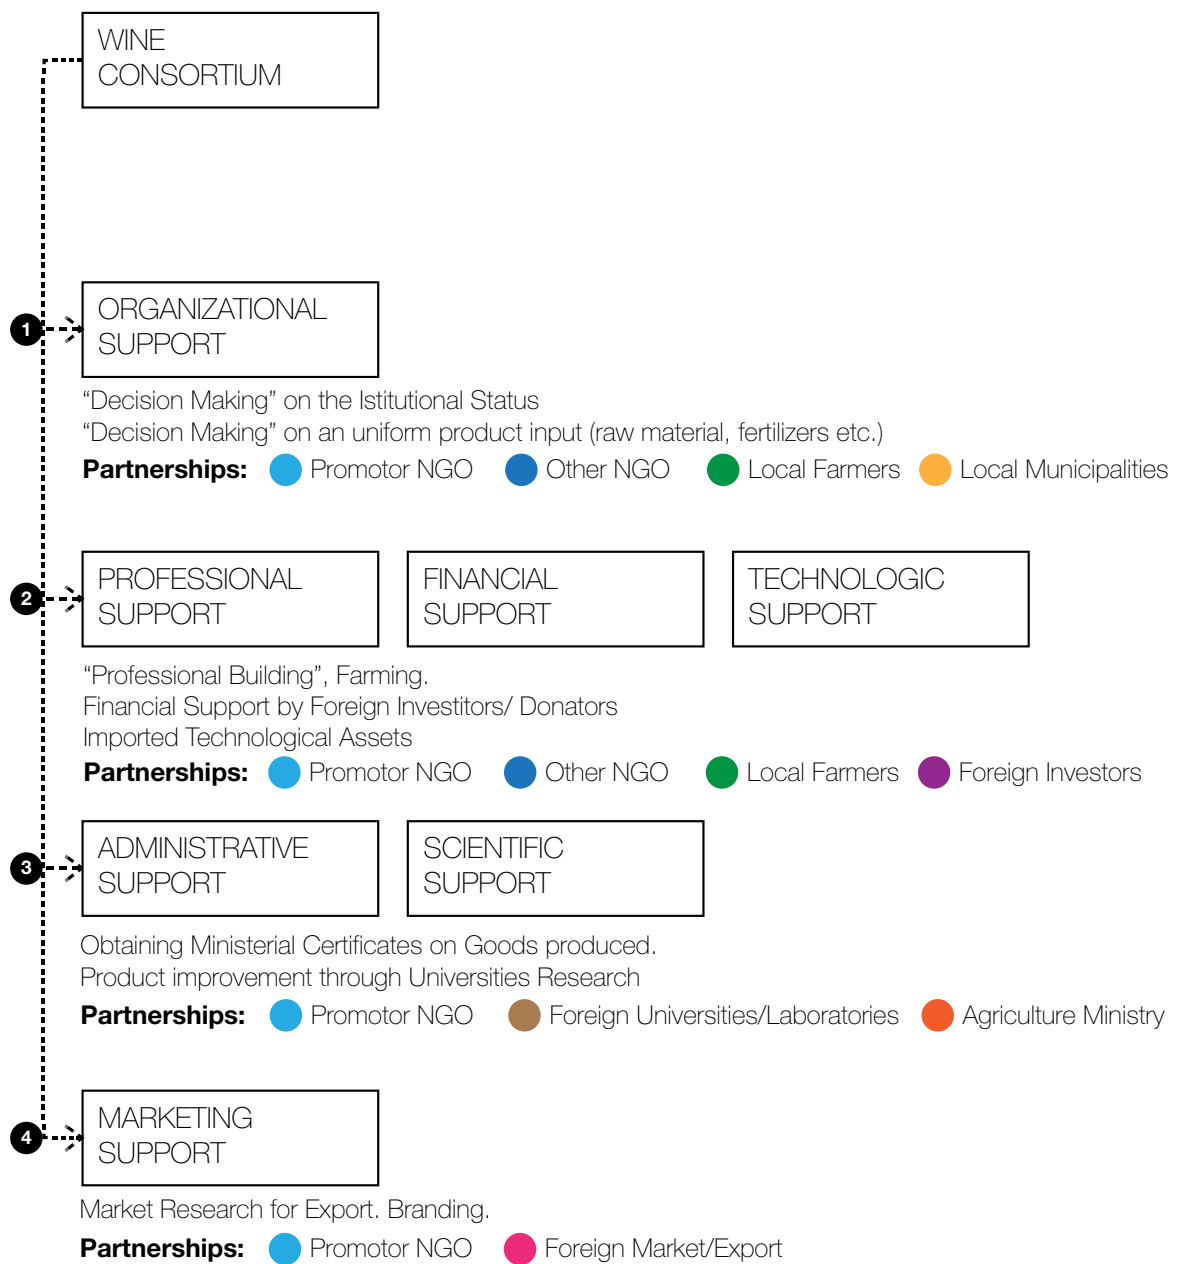 WINE
CONSORTIUM
1
ORGANIZATIONAL
SUPPORT
“Decision Making” on the Istitutional Status
“Decision Making” on an uniform product input (raw material, fertilizers etc.)
Partnerships: Promotor NGO Other NGO Local Farmers Local Municipalities
2
PROFESSIONAL
SUPPORT
FINANCIAL
SUPPORT
TECHNOLOGIC
SUPPORT
“Professional Building”, Farming.
Financial Support by Foreign Investitors/ Donators
Imported Technological Assets
Partnerships: Promotor NGO Other NGO Local Farmers Foreign Investors
3
ADMINISTRATIVE
SUPPORT
SCIENTIFIC
SUPPORT
Obtaining Ministerial Certificates on Goods produced.
Product improvement through Universities Research
Partnerships: Promotor NGO Foreign Universities/Laboratories Agriculture Ministry
4
MARKETING
SUPPORT
Market Research for Export. Branding.
Partnerships: Promotor NGO Foreign Market/Export